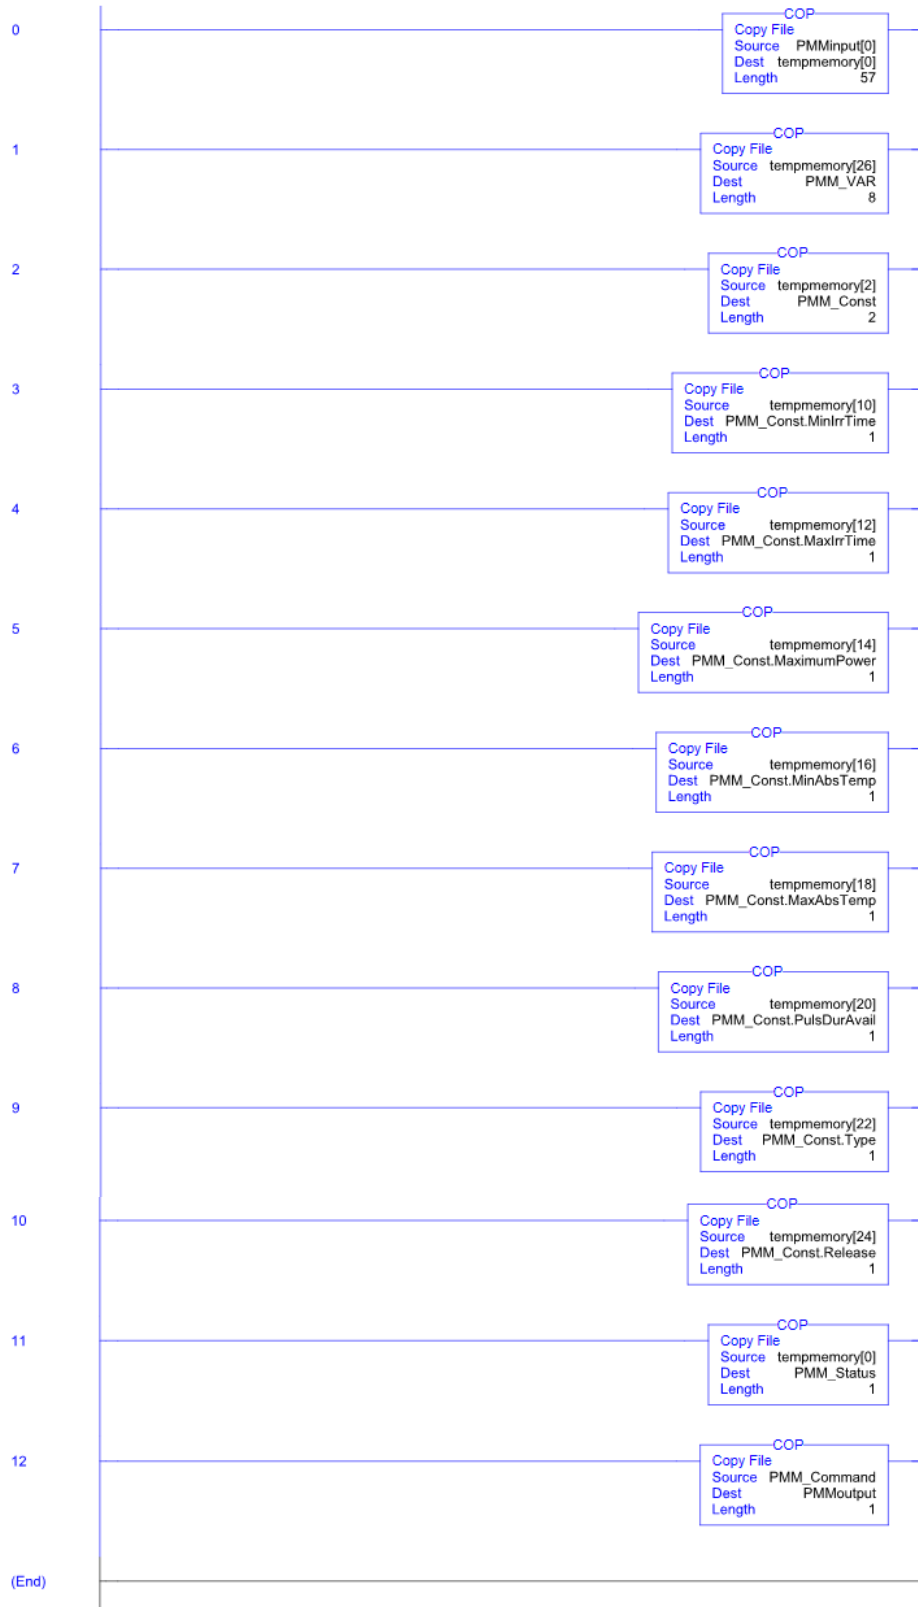 0
COP
Copy File
Source PMMinput[0]
Dest tempmemory[0]
Length 57
1
COP
Copy File
Source tempmemory[26]
Dest PMM_VAR
Length 8
2
COP
Copy File
Source tempmemory[2]
Dest PMM_Const
Length 2
3
COP
Copy File
Source tempmemory[10]
Dest PMM_Const.MinIrrTime
Length 1
4
COP
Copy File
Source tempmemory[12]
Dest PMM_Const.MaxIrrTime
Length 1
5
COP
Copy File
Source tempmemory[14]
Dest PMM_Const.MaximumPower
Length 1
6
COP
Copy File
Source tempmemory[16]
Dest PMM_Const.MinAbsTemp
Length 1
7
COP
Copy File
Source tempmemory[18]
Dest PMM_Const.MaxAbsTemp
Length 1
8
COP
Copy File
Source tempmemory[20]
Dest PMM_Const.PulsDurAvail
Length 1
9
COP
Copy File
Source tempmemory[22]
Dest PMM_Const.Type
Length 1
10
COP
Copy File
Source tempmemory[24]
Dest PMM_Const.Release
Length 1
11
COP
Copy File
Source tempmemory[0]
Dest PMM_Status
Length 1
12
COP
Copy File
Source PMM_Command
Dest PMMoutput
Length 1
(End)